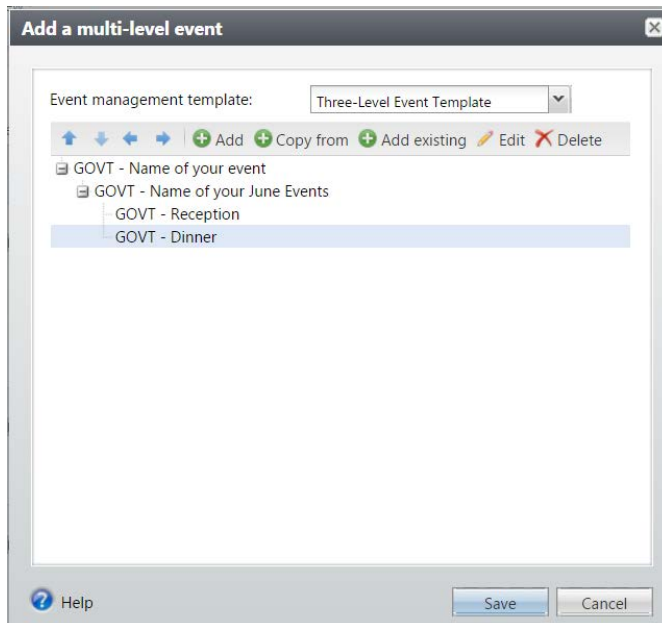 Add a multi-level event
Event management template: Three-Level Event Template
Add Copy from Add existing Edit Delete
GOVT - Name of your event
GOVT - Name of your June Events
GOVT - Reception
GOVT - Dinner
Help Save Cancel